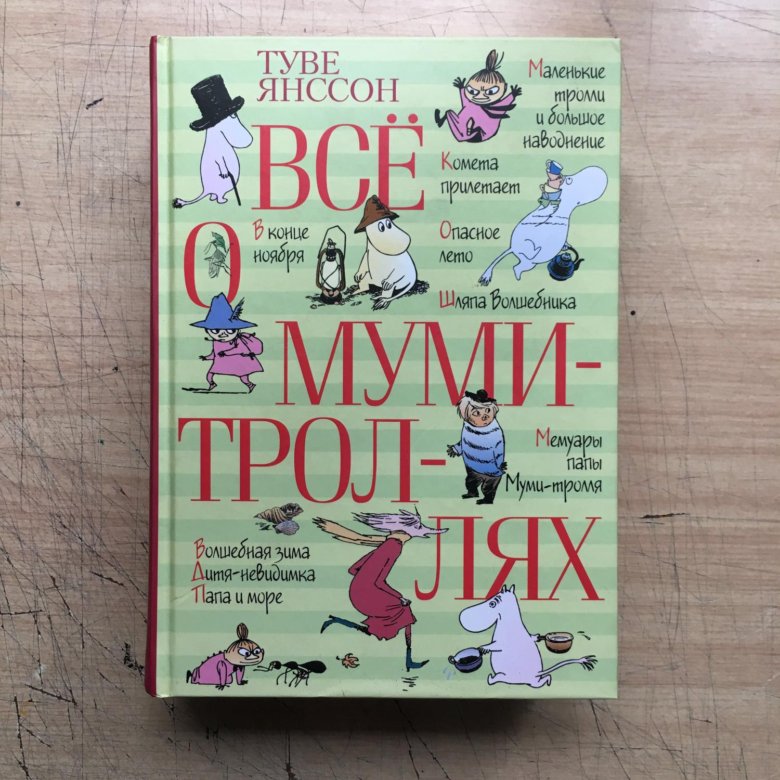 ТУВЕ
ЯНССОН
ВСЁ
О
МУМИ-
ТРОЛ-
ЛЯХ
Маленькие
тролли
и большое
наводнение
Комета
прилетает
Опасное
лето
Шляпа Волшебника
В конце
ноября
Мемуары
папы
Муми-тролля
Волшебная зима
Дитя-невидимка
Папа и море